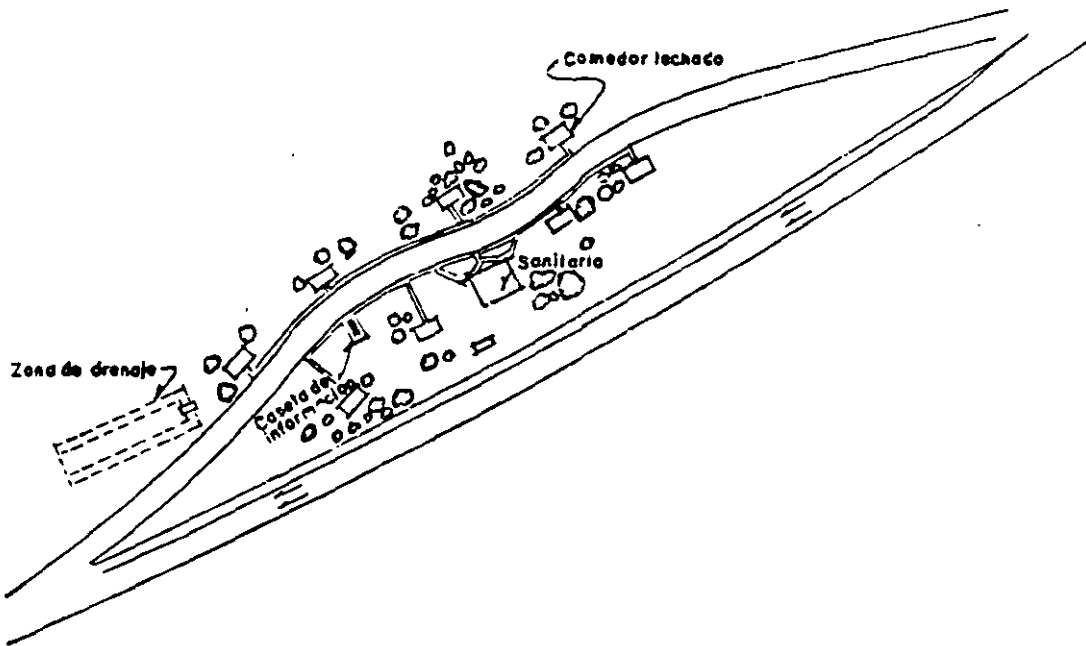 Comedor techado
Sanitario
Zona de drenaje
Caseta de
información